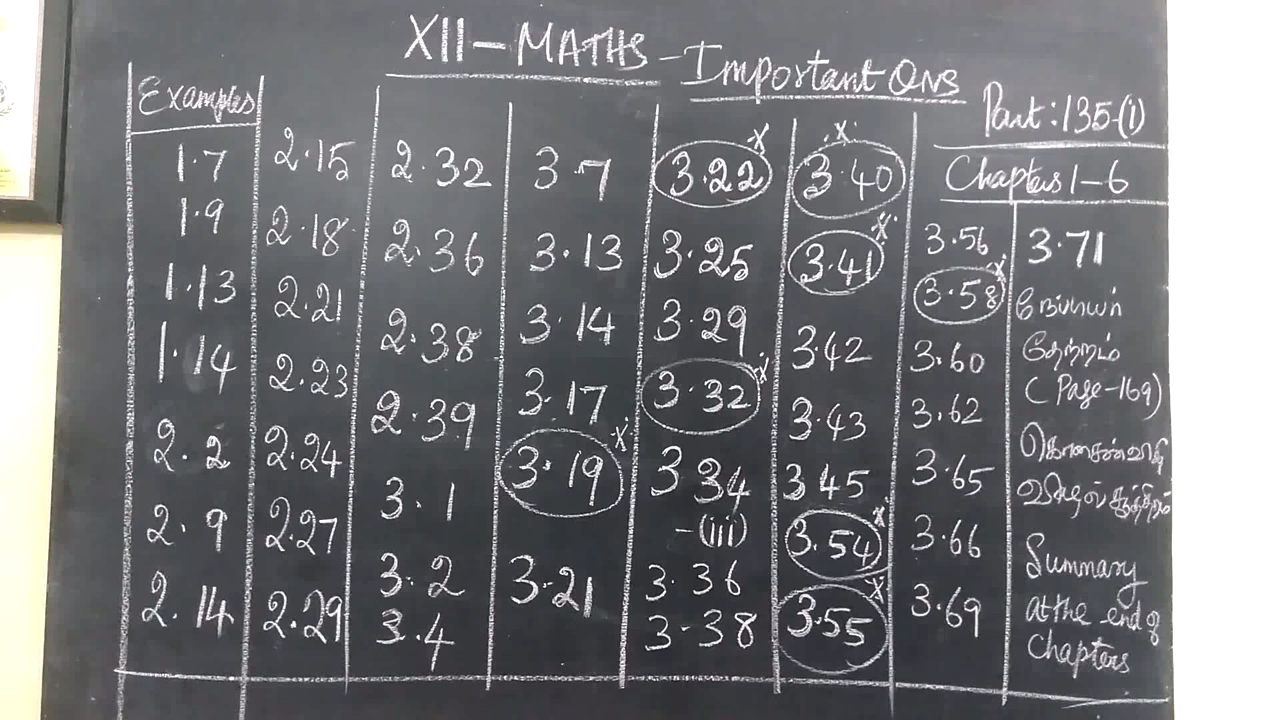 XII - MATHS - Important Qns
Part: 135-(i)
Chapters 1-6
Examples
1.7
1.9
1.13
1.14
2.2
2.9
2.14
2.15
2.18
2.21
2.23
2.24
2.27
2.29
2.32
2.36
2.38
2.39
3.1
3.2
3.4
3.7
3.13
3.14
3.17
3.19 x
3.21
3.22 x
3.25
3.29
3.32 x
3.34
-(iii)
3.36
3.38
3.40 x
3.41 x
3.42
3.43
3.45
3.54 x
3.55 x
3.56
3.58 x
3.60
3.62
3.65
3.66
3.69
3.71
தேற்றம்
(Page-169)
Summary
at the end of
Chapters